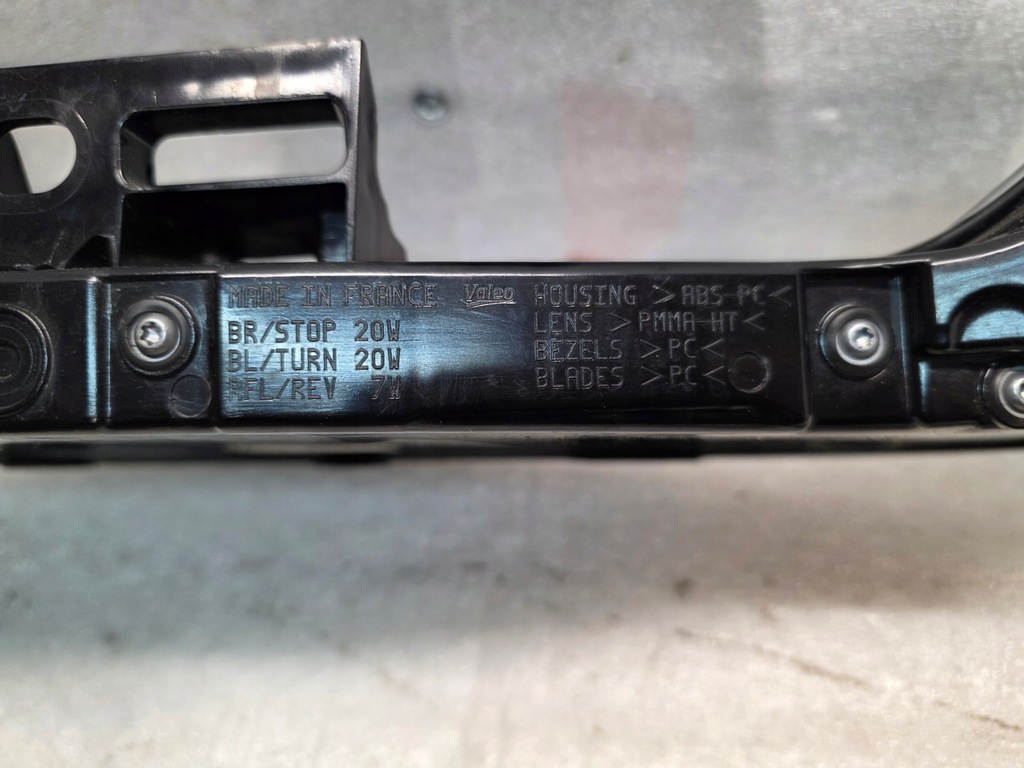 MADE IN FRANCE Valeo HOUSING >ABS-PC<
BR/STOP 20W LENS >PMMA-HT<
BL/TURN 20W BEZELS >PC<
RFL/REV 7W BLADES >PC<